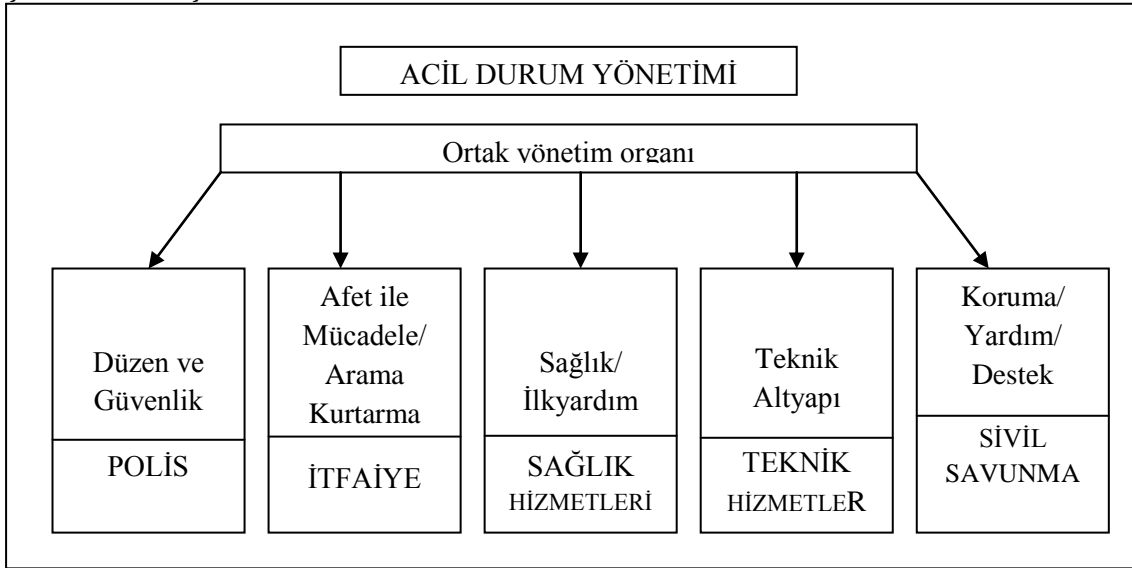 ACİL DURUM YÖNETİMİ
Ortak yönetim organı
Düzen ve
Güvenlik
POLİS
Afet ile
Mücadele/
Arama
Kurtarma
İTFAİYE
Sağlık/
İlkyardım
SAĞLIK
HİZMETLERİ
Teknik
Altyapı
TEKNİK
HİZMETLER
Koruma/
Yardım/
Destek
SİVİL
SAVUNMA